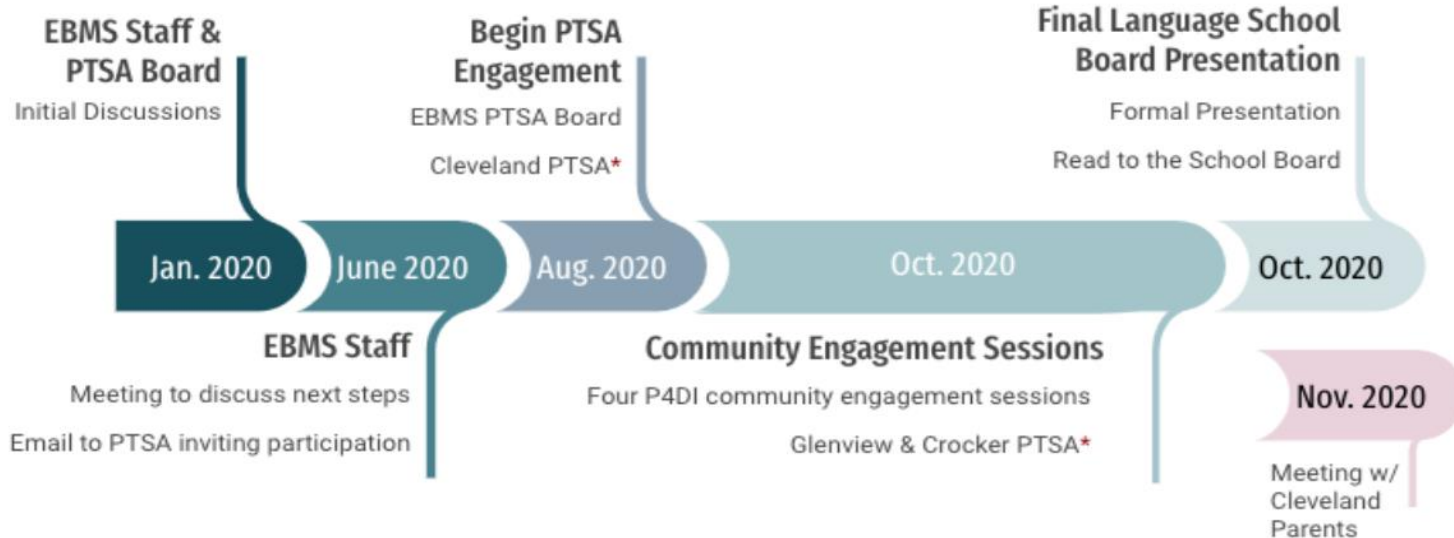 EBMS Staff &
PTSA Board
Initial Discussions
Begin PTSA
Engagement
EBMS PTSA Board
Cleveland PTSA*
Final Language School
Board Presentation
Formal Presentation
Read to the School Board
Jan. 2020
June 2020
Aug. 2020
Oct. 2020
Oct. 2020
EBMS Staff
Meeting to discuss next steps
Email to PTSA inviting participation
Community Engagement Sessions
Four P4DI community engagement sessions
Glenview & Crocker PTSA*
Nov. 2020
Meeting w/
Cleveland
Parents